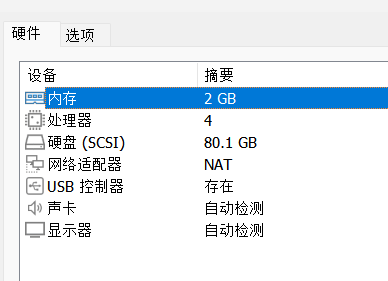 硬件 选项
设备 摘要
内存 2 GB
处理器 4
硬盘 (SCSI) 80.1 GB
网络适配器 NAT
USB 控制器 存在
声卡 自动检测
显示器 自动检测